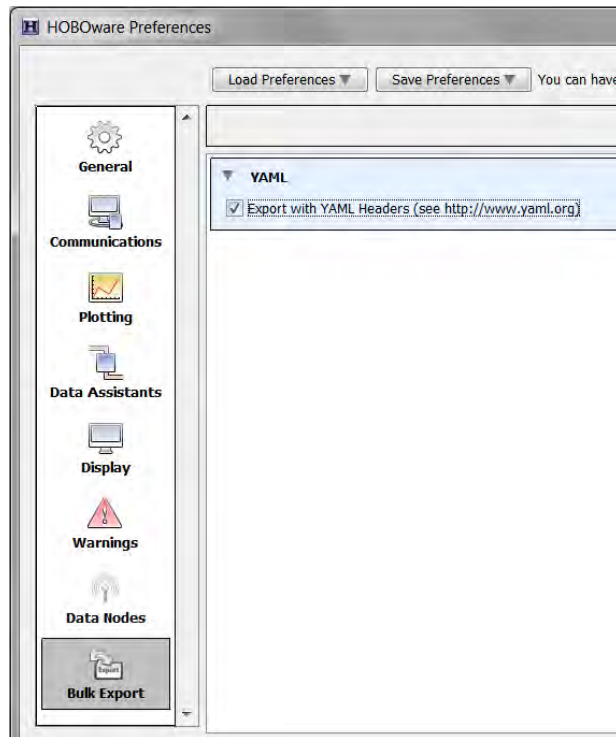 HOBOware Preferences
Load Preferences Save Preferences You can have
General
Communications
Plotting
Data Assistants
Display
Warnings
Data Nodes
Export
Bulk Export
YAML
Export with YAML Headers (see http://www.yaml.org)